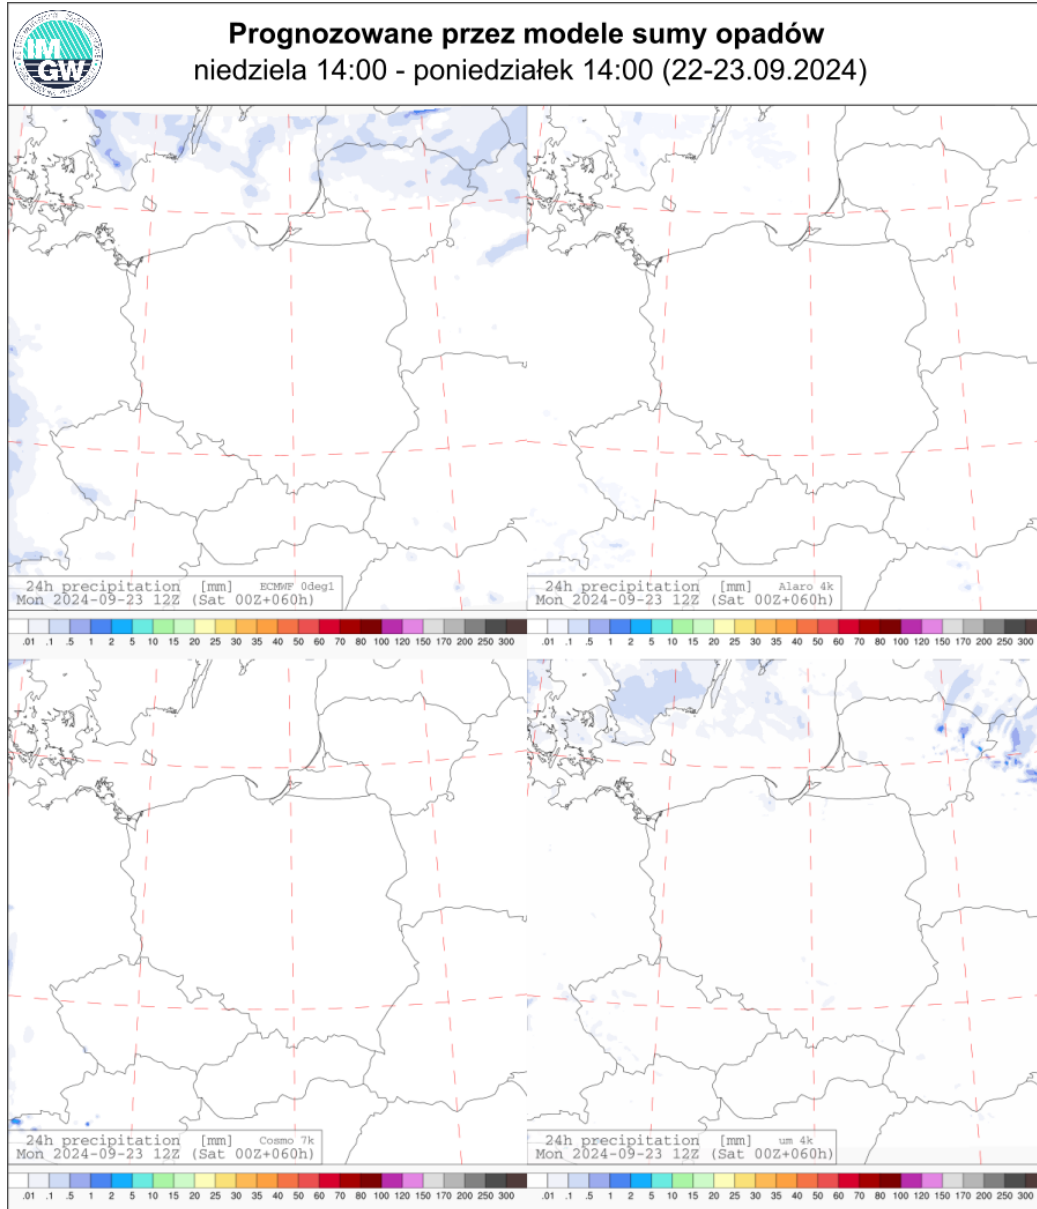 Prognozowane przez modele sumy opadów
niedziela 14:00 - poniedziałek 14:00 (22-23.09.2024)
IM
GW
24h precipitation [mm] ECMWF 0deg1
Mon 2024-09-23 12Z (Sat 00Z+060h)
.01 .1 .5 1 2 5 10 15 20 25 30 35 40 50 60 70 80 100 120 150 170 200 250 300
24h precipitation [mm] Alaro 4k
Mon 2024-09-23 12Z (Sat 00Z+060h)
.01 .1 .5 1 2 5 10 15 20 25 30 35 40 50 60 70 80 100 120 150 170 200 250 300
24h precipitation [mm] Cosmo 7k
Mon 2024-09-23 12Z (Sat 00Z+060h)
.01 .1 .5 1 2 5 10 15 20 25 30 35 40 50 60 70 80 100 120 150 170 200 250 300
24h precipitation [mm] um 4k
Mon 2024-09-23 12Z (Sat 00Z+060h)
.01 .1 .5 1 2 5 10 15 20 25 30 35 40 50 60 70 80 100 120 150 170 200 250 300